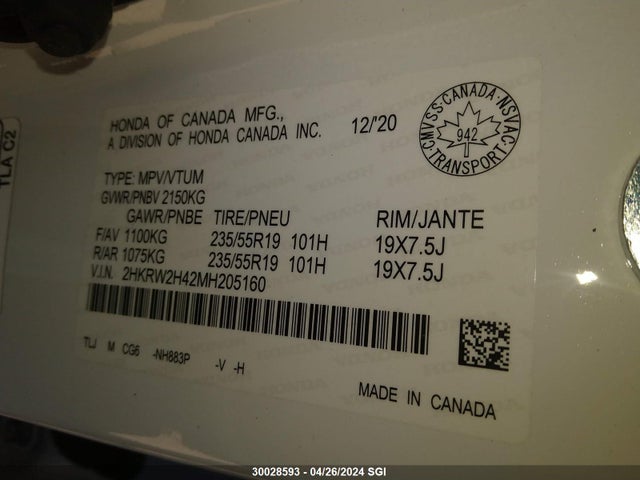 TLA C2
HONDA OF CANADA MFG.,
A DIVISION OF HONDA CANADA INC.
12/'20
CMVSS·CANADA·NSVAC
942
TRANSPORT
TYPE: MPV/VTUM
GVWR/PNBV 2150KG
GAWR/PNBE TIRE/PNEU RIM/JANTE
F/AV 1100KG 235/55R19 101H 19X7.5J
R/AR 1075KG 235/55R19 101H 19X7.5J
V.I.N. 2HKRW2H42MH205160
TLJ M CG6 -NH883P -V -H
MADE IN CANADA
30028593 - 04/26/2024 SGI